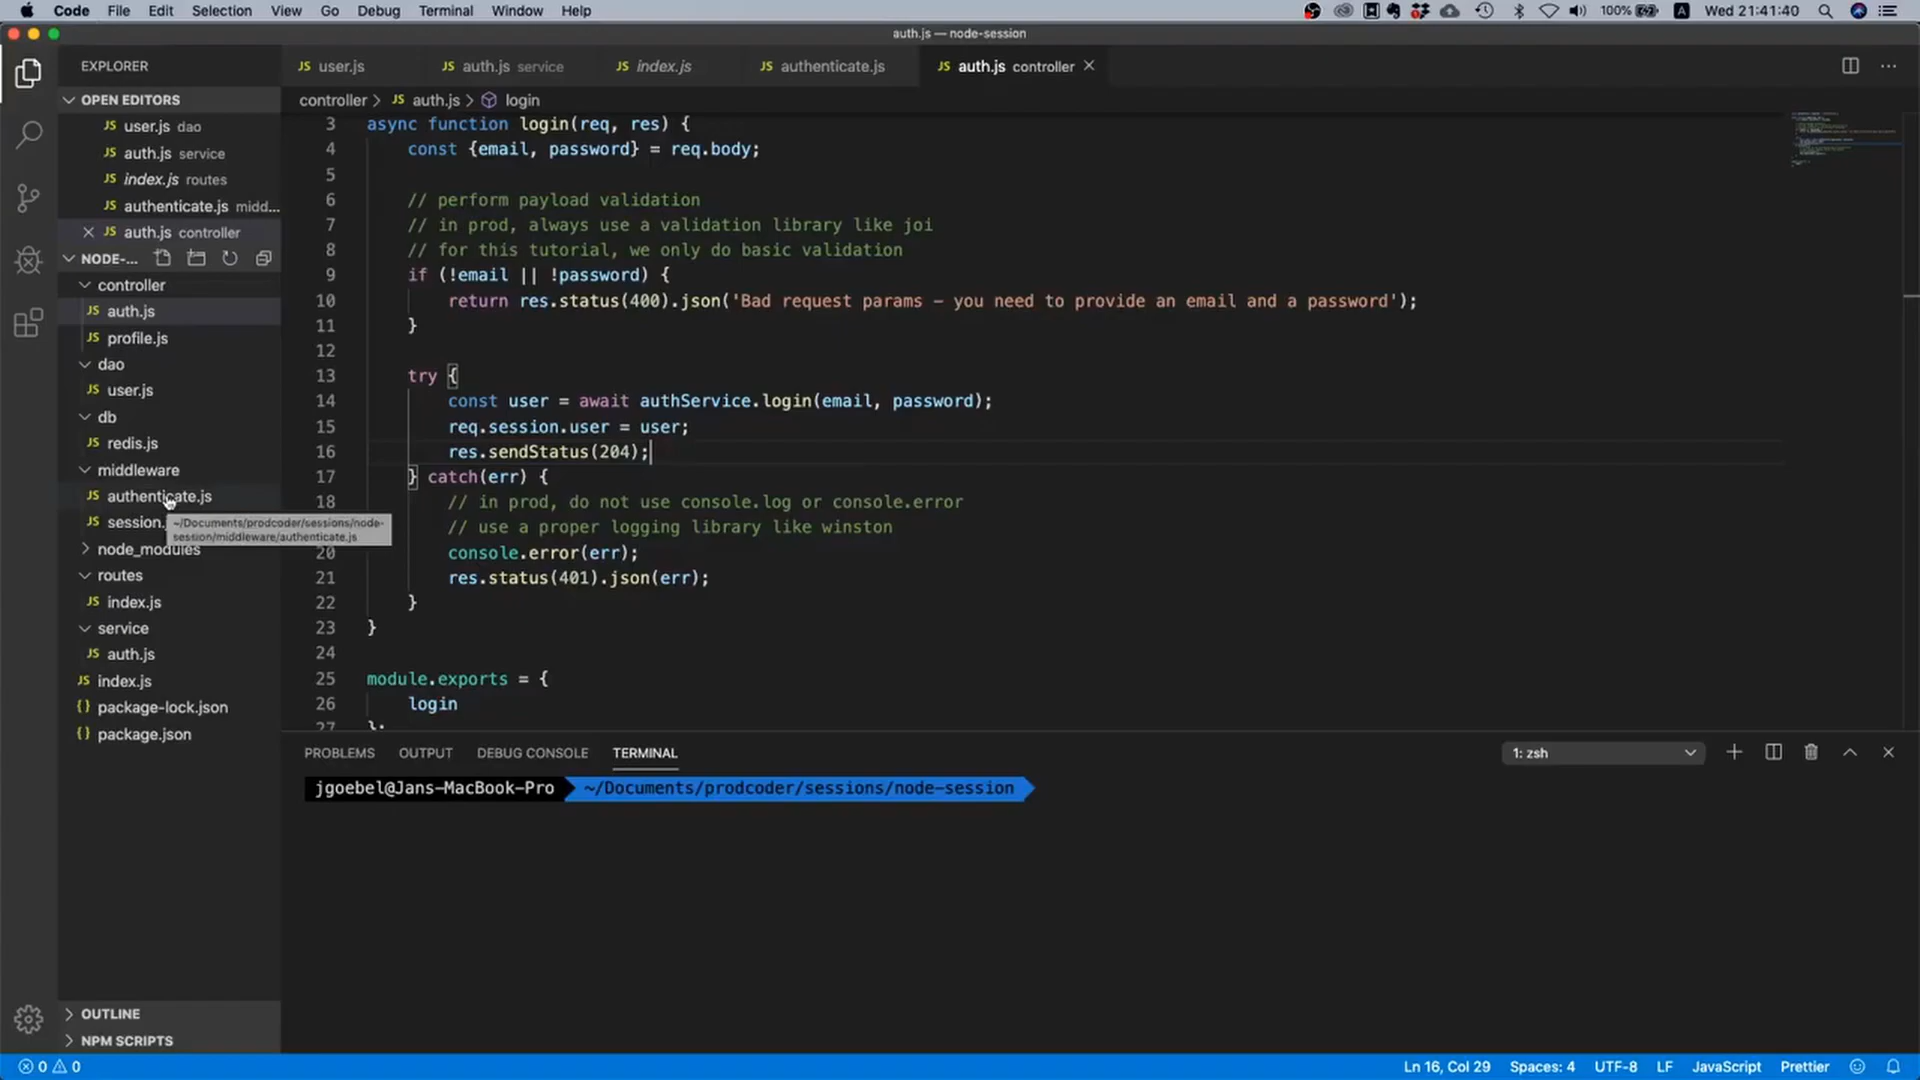 Code File Edit Selection View Go Debug Terminal Window Help 100% A Wed 21:41:40
auth.js — node-session
EXPLORER
JS user.js JS auth.js service JS index.js JS authenticate.js JS auth.js controller
controller > JS auth.js > login
OPEN EDITORS
JS user.js dao
JS auth.js service
JS index.js routes
JS authenticate.js midd...
JS auth.js controller
NODE-...
controller
JS auth.js
JS profile.js
dao
JS user.js
db
JS redis.js
middleware
JS authenticate.js
JS session.
~/Documents/prodcoder/sessions/node-
session/middleware/authenticate.js
node_modules
routes
JS index.js
service
JS auth.js
JS index.js
{} package-lock.json
{} package.json
OUTLINE
NPM SCRIPTS
3 async function login(req, res) {
4 const {email, password} = req.body;
5
6 // perform payload validation
7 // in prod, always use a validation library like joi
8 // for this tutorial, we only do basic validation
9 if (!email || !password) {
10 return res.status(400).json('Bad request params - you need to provide an email and a password');
11 }
12
13 try {
14 const user = await authService.login(email, password);
15 req.session.user = user;
16 res.sendStatus(204);
17 } catch(err) {
18 // in prod, do not use console.log or console.error
// use a proper logging library like winston
20 console.error(err);
21 res.status(401).json(err);
22 }
23 }
24
25 module.exports = {
26 login
27 };
PROBLEMS OUTPUT DEBUG CONSOLE TERMINAL 1: zsh
jgoebel@Jans-MacBook-Pro ~/Documents/prodcoder/sessions/node-session
0 0 Ln 16, Col 29 Spaces: 4 UTF-8 LF JavaScript Prettier